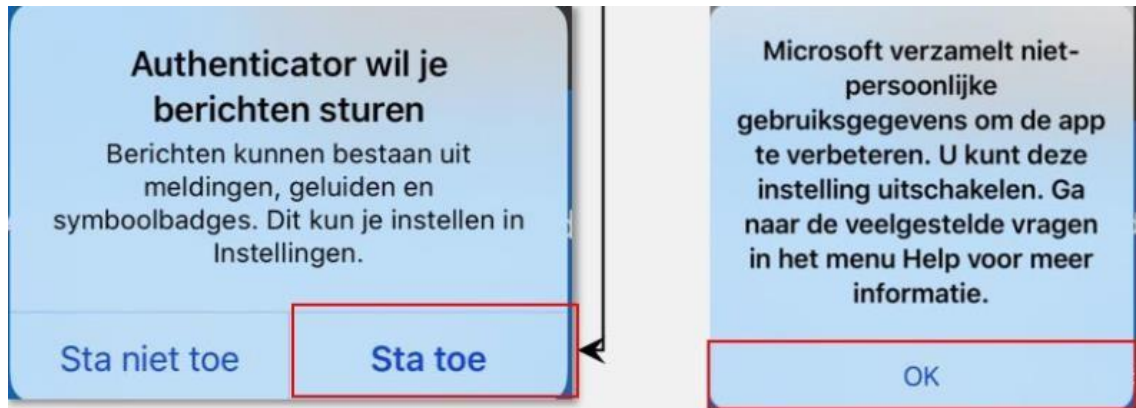 Authenticator wil je
berichten sturen
Berichten kunnen bestaan uit
meldingen, geluiden en
symboolbadges. Dit kun je instellen in
Instellingen.
Sta niet toe
Sta toe
Microsoft verzamelt niet-
persoonlijke
gebruiksgegevens om de app
te verbeteren. U kunt deze
instelling uitschakelen. Ga
naar de veelgestelde vragen
in het menu Help voor meer
informatie.
OK